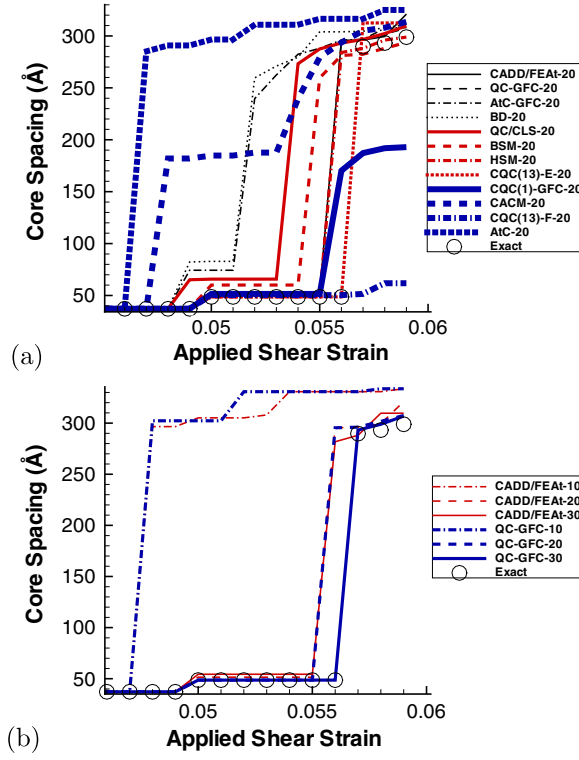 300
250
200
150
100
50
0.05
0.055
0.06
Core Spacing (Å)
Applied Shear Strain
(a)
CADD/FEAt-20
QC-GFC-20
AtC-GFC-20
BD-20
QC/CLS-20
BSM-20
HSM-20
CQC(13)-E-20
CQC(1)-GFC-20
CACM-20
CQC(13)-F-20
AtC-20
Exact
300
250
200
150
100
50
0.05
0.055
0.06
Core Spacing (Å)
Applied Shear Strain
(b)
CADD/FEAt-10
CADD/FEAt-20
CADD/FEAt-30
QC-GFC-10
QC-GFC-20
QC-GFC-30
Exact